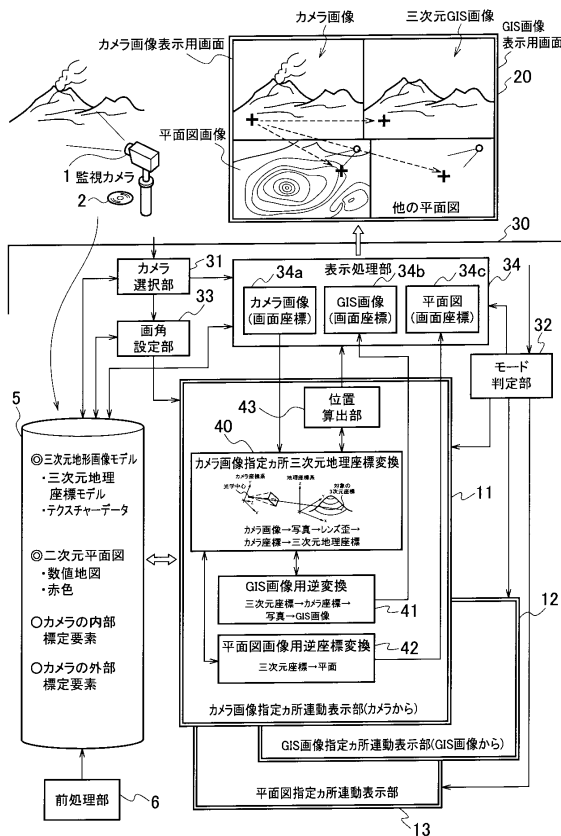 カメラ画像
三次元GIS画像
カメラ画像表示用画面
GIS画像
表示用画面
20
平面図画像
他の平面図
1 監視カメラ
2
30
31
カメラ
選択部
33
画角
設定部
表示処理部
34
34a
カメラ画像
(画面座標)
34b
GIS画像
(画面座標)
34c
平面図
(画面座標)
32
モード
判定部
5
◎三次元地形画像モデル
・三次元地理
座標モデル
・テクスチャーデータ
◎二次元平面図
・数値地図
・赤色
○カメラの内部
標定要素
○カメラの外部
標定要素
43
位置
算出部
40
カメラ画像指定ヵ所三次元地理座標変換
カメラ座標系
光学中心
地理座標系
対象の
3次元座標
カメラ画像→写真→レンズ歪→
カメラ座標→三次元地理座標
11
GIS画像用逆変換
三次元座標→カメラ座標→
写真→GIS画像
41
平面図画像用逆座標変換
三次元座標→平面
42
12
カメラ画像指定ヵ所連動表示部(カメラから)
GIS画像指定ヵ所連動表示部(GIS画像から)
平面図指定ヵ所連動表示部
13
前処理部
6